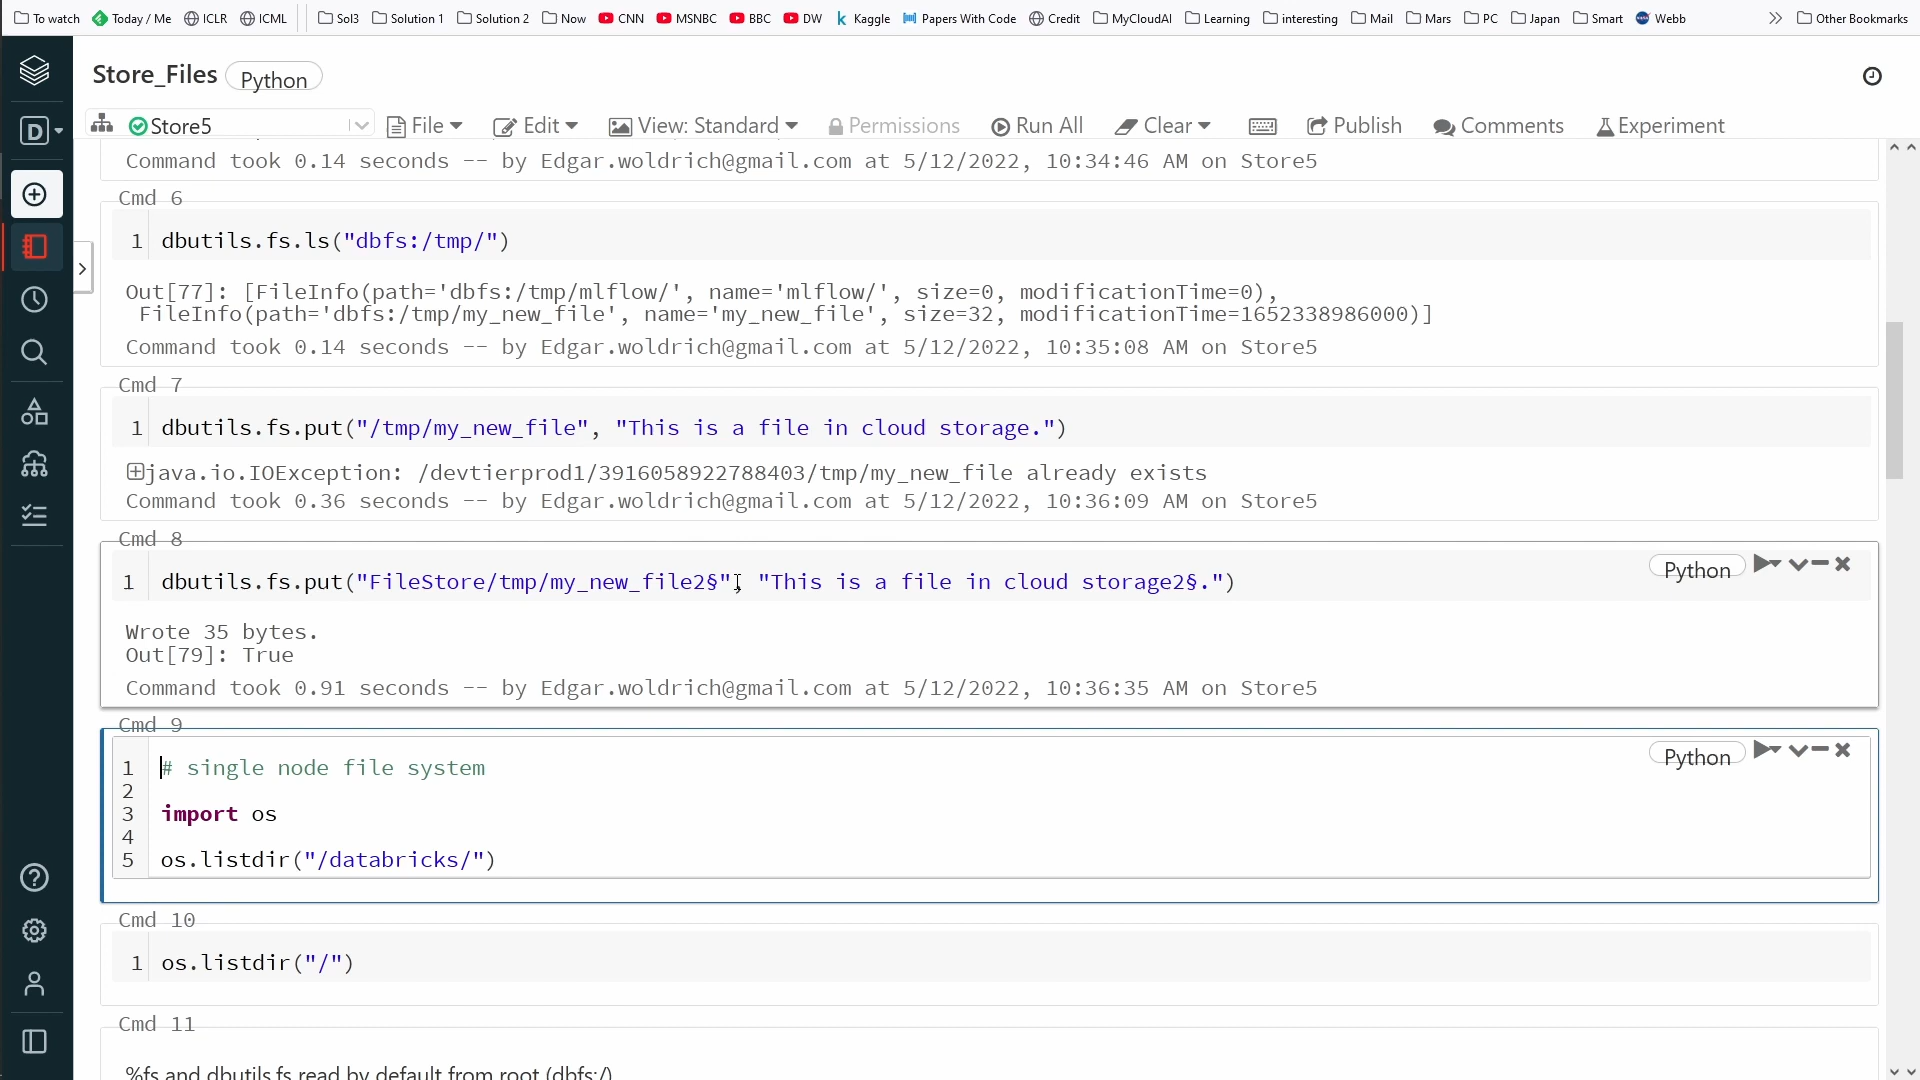 To watch Today / Me ICLR ICML Sol3 Solution 1 Solution 2 Now CNN MSNBC BBC DW Kaggle Papers With Code Credit MyCloudAI Learning interesting Mail Mars PC Japan Smart Webb Other Bookmarks
Store_Files Python
Store5 File Edit View: Standard Permissions Run All Clear Publish Comments Experiment
Command took 0.14 seconds -- by Edgar.woldrich@gmail.com at 5/12/2022, 10:34:46 AM on Store5
Cmd 6
1 dbutils.fs.ls("dbfs:/tmp/")
Out[77]: [FileInfo(path='dbfs:/tmp/mlflow/', name='mlflow/', size=0, modificationTime=0),
FileInfo(path='dbfs:/tmp/my_new_file', name='my_new_file', size=32, modificationTime=1652338986000)]
Command took 0.14 seconds -- by Edgar.woldrich@gmail.com at 5/12/2022, 10:35:08 AM on Store5
Cmd 7
1 dbutils.fs.put("/tmp/my_new_file", "This is a file in cloud storage.")
java.io.IOException: /devtierprod1/3916058922788403/tmp/my_new_file already exists
Command took 0.36 seconds -- by Edgar.woldrich@gmail.com at 5/12/2022, 10:36:09 AM on Store5
Cmd 8
Python
1 dbutils.fs.put("FileStore/tmp/my_new_file2§", "This is a file in cloud storage2§.")
Wrote 35 bytes.
Out[79]: True
Command took 0.91 seconds -- by Edgar.woldrich@gmail.com at 5/12/2022, 10:36:35 AM on Store5
Cmd 9
Python
1 # single node file system
2
3 import os
4
5 os.listdir("/databricks/")
Cmd 10
1 os.listdir("/")
Cmd 11
%fs and dbutils.fs read by default from root (dbfs:/)
D